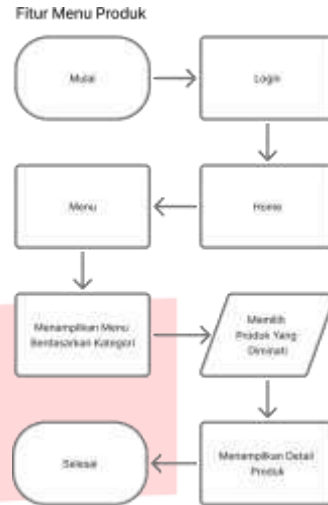 Fitur Menu Produk
Mulai
Login
Menu
Home
Menampilkan Menu
Berdasarkan Kategori
Memilih
Produk Yang
Diminati
Selesai
Menampilkan Detail
Produk